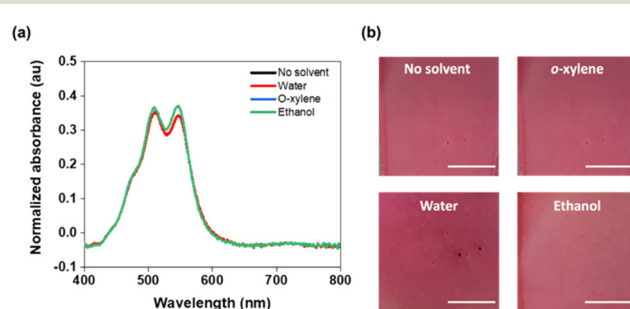 (a)
Normalized absorbance (au)
0.5
0.4
0.3
0.2
0.1
0.0
-0.1
400
500
600
700
800
Wavelength (nm)
No solvent
Water
O-xylene
Ethanol
(b)
No solvent
o-xylene
Water
Ethanol